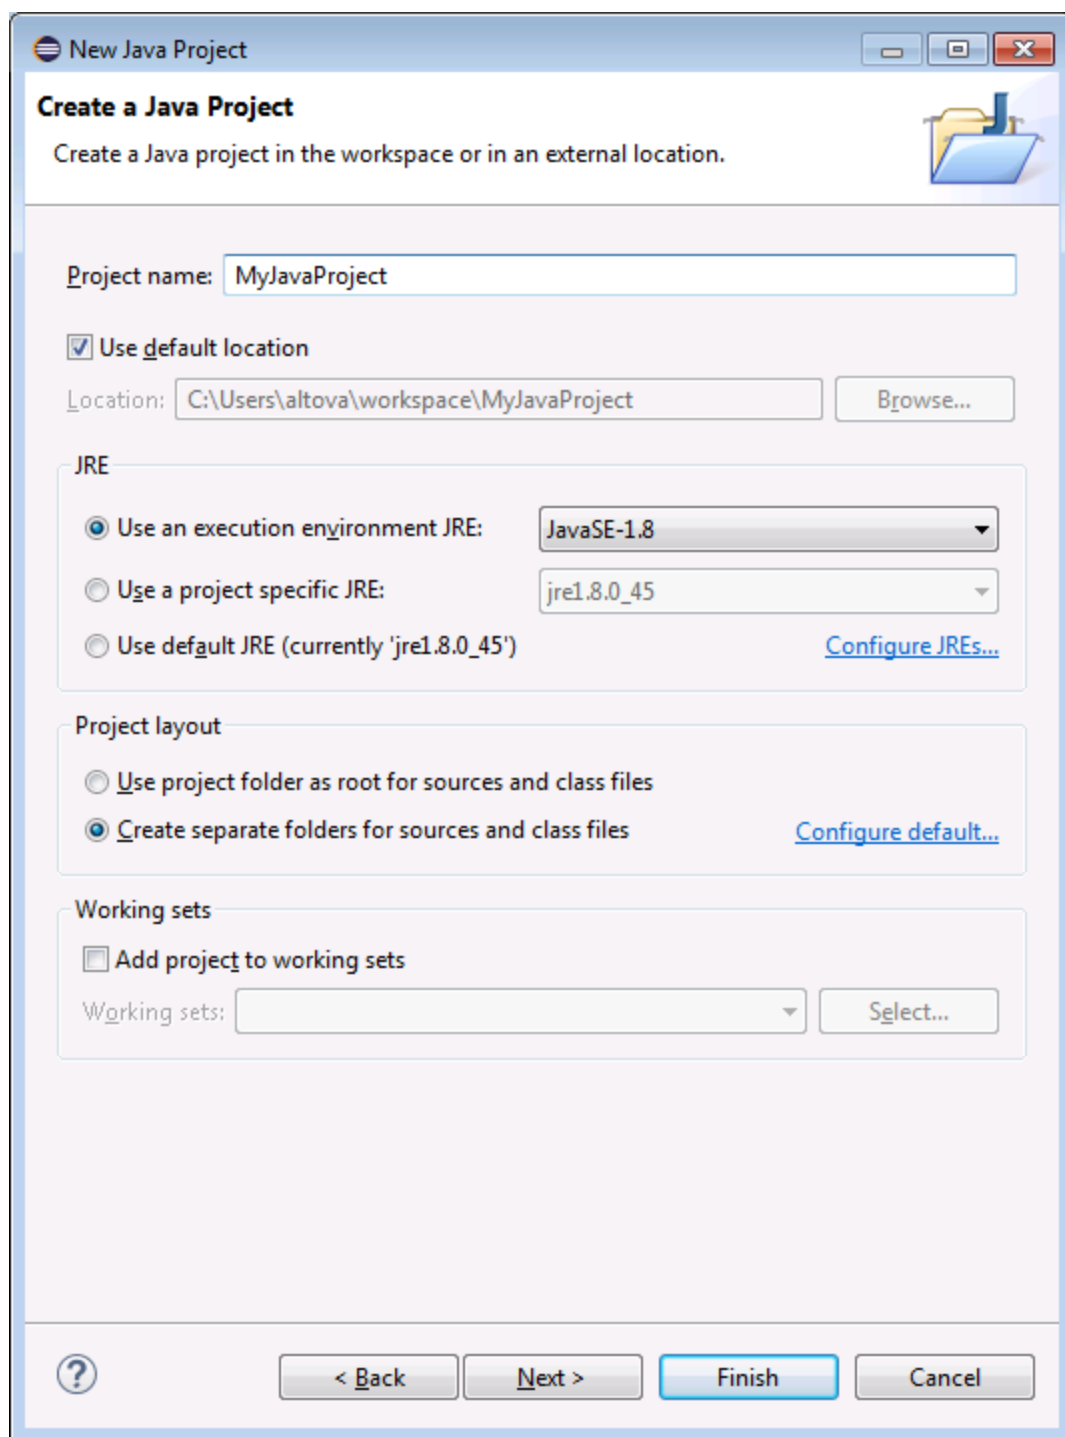 New Java Project
Create a Java Project
Create a Java project in the workspace or in an external location.
Project name: MyJavaProject
Use default location
Location: C:\Users\altova\workspace\MyJavaProject Browse...
JRE
Use an execution environment JRE: JavaSE-1.8
Use a project specific JRE: jre1.8.0_45
Use default JRE (currently 'jre1.8.0_45') Configure JREs...
Project layout
Use project folder as root for sources and class files
Create separate folders for sources and class files Configure default...
Working sets
Add project to working sets
Working sets: Select...
? < Back Next > Finish Cancel